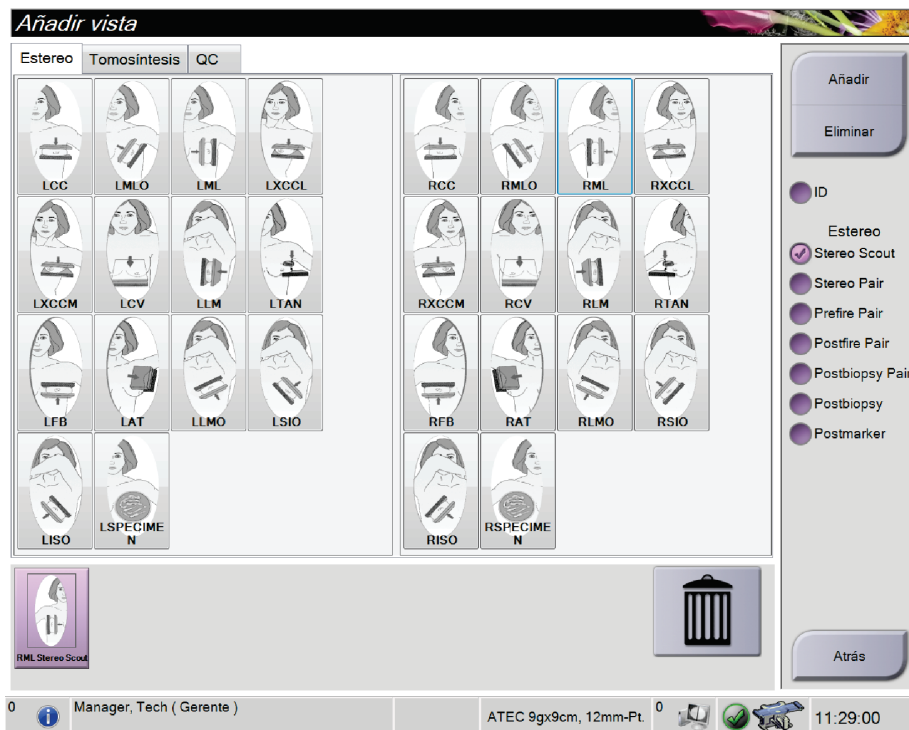 Añadir vista
Estereo Tomosíntesis QC
LCC LMLO LML LXCCL
RCC RMLO RML RXCCL
LXCCM LCV LLM LTAN
RXCCM RCV RLM RTAN
LFB LAT LLMO LSIO
RFB RAT RLMO RSIO
LISO LSPECIME
N
RISO RSPECIME
N
Añadir
Eliminar
ID
Estereo
Stereo Scout
Stereo Pair
Prefire Pair
Postfire Pair
Postbiopsy Pair
Postbiopsy
Postmarker
RML Stereo Scout
Atrás
0 Manager, Tech ( Gerente ) ATEC 9gx9cm, 12mm-Pt. 0 11:29:00